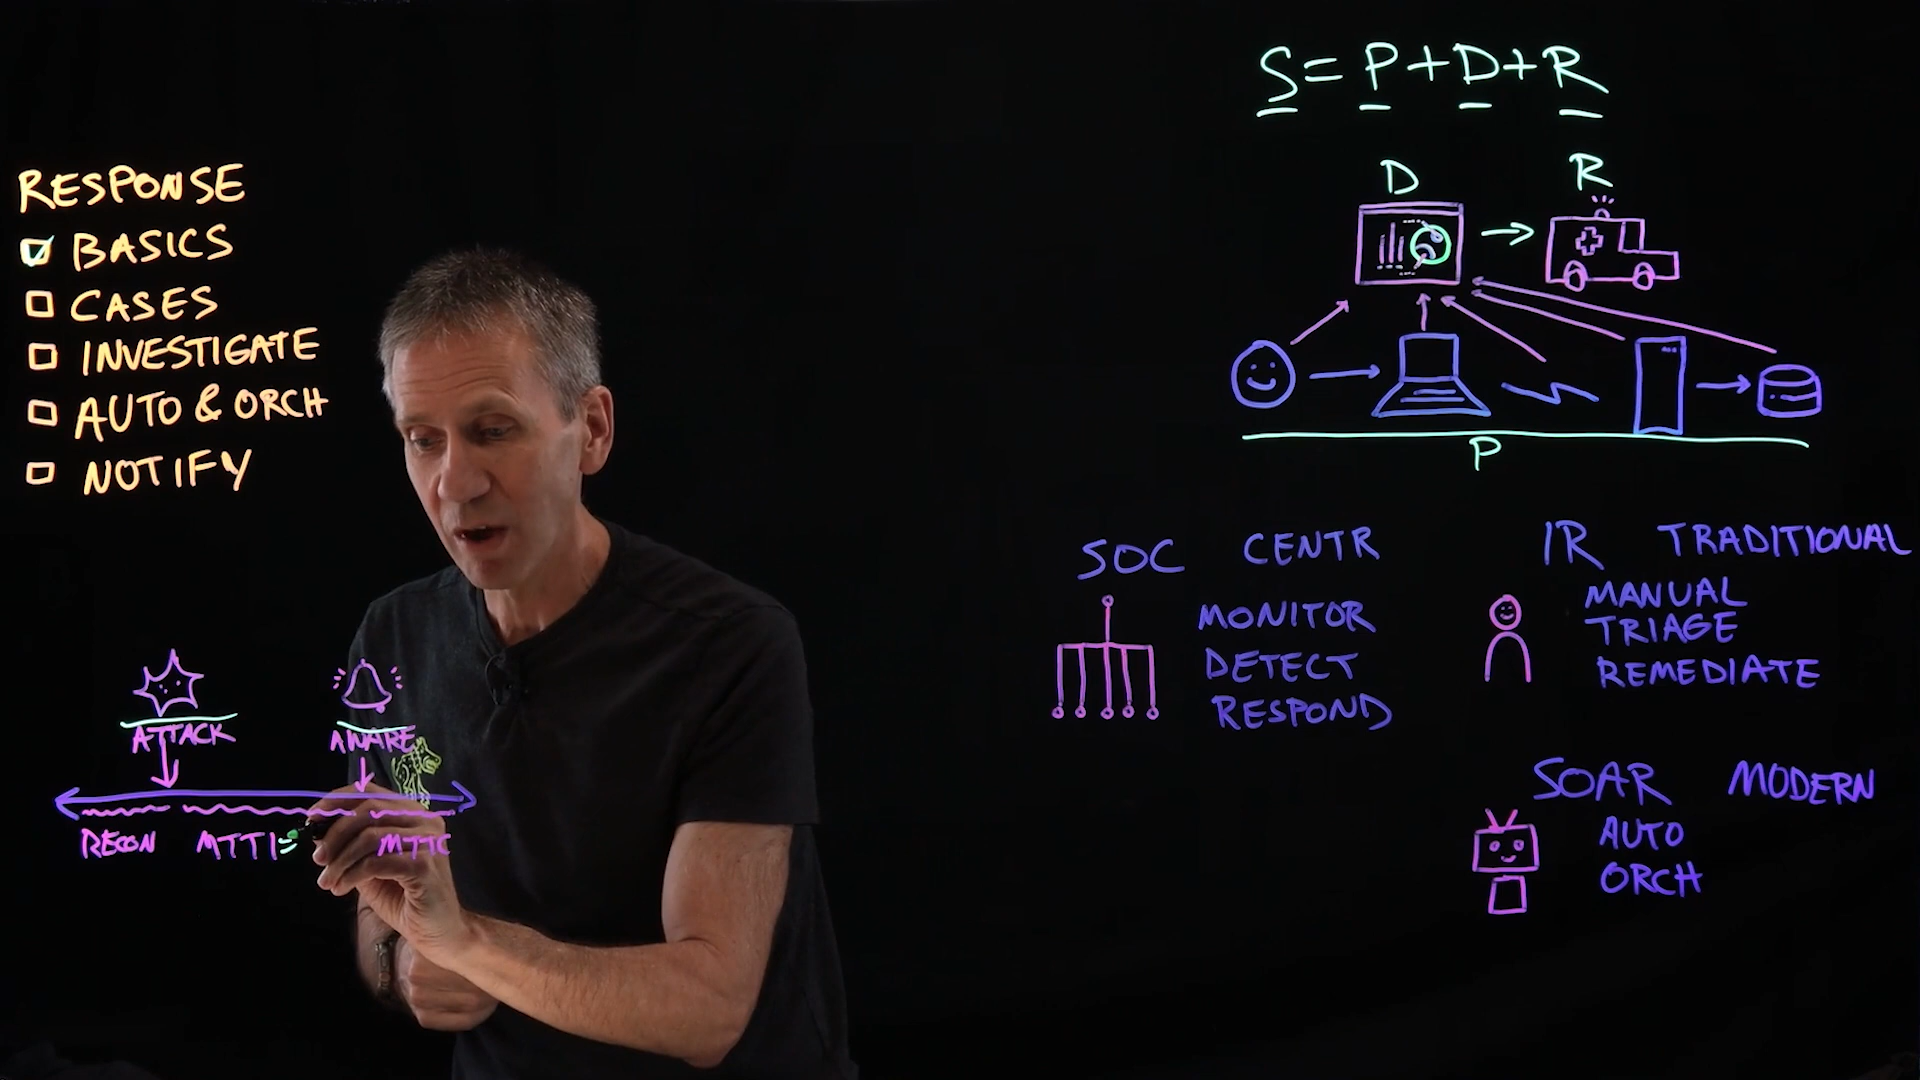 RESPONSE
BASICS
CASES
INVESTIGATE
AUTO & ORCH
NOTIFY
ATTACK
AWARE
RECON
MTTI=
MTTC
S=P+D+R
D
R
P
SOC CENTR
MONITOR
DETECT
RESPOND
IR TRADITIONAL
MANUAL
TRIAGE
REMEDIATE
SOAR MODERN
AUTO
ORCH